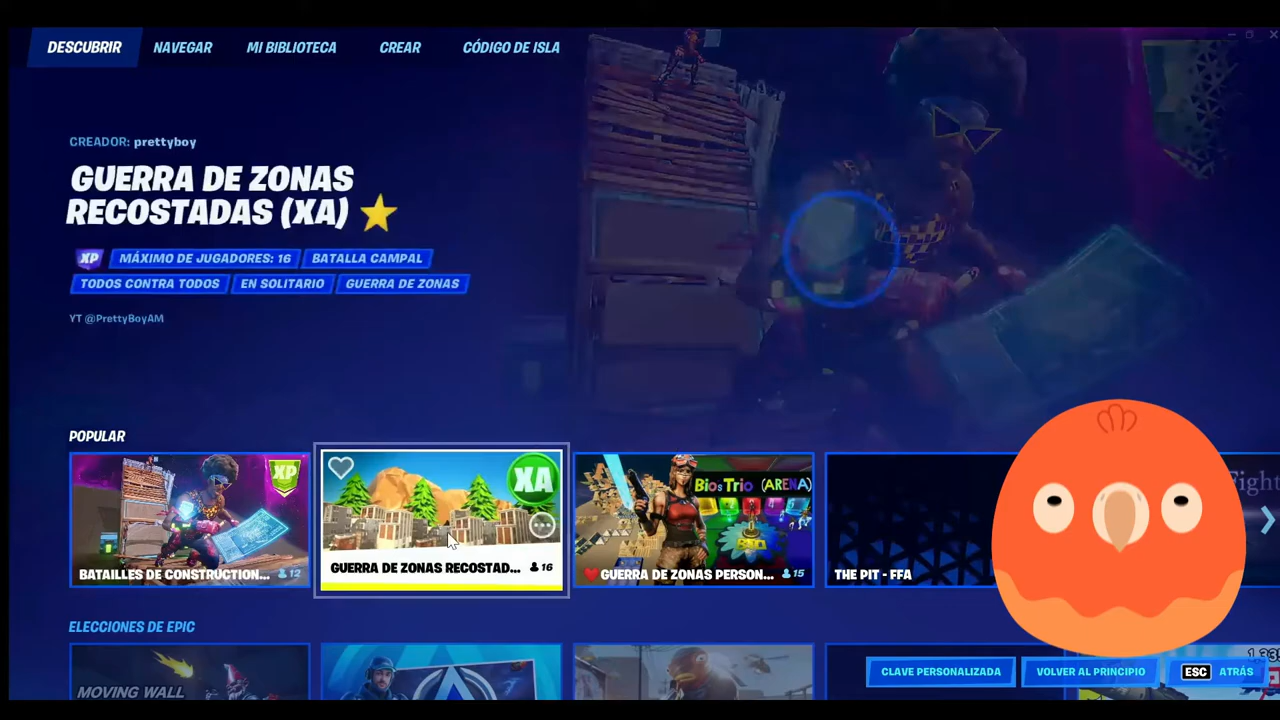 DESCUBRIR NAVEGAR MI BIBLIOTECA CREAR CÓDIGO DE ISLA
CREADOR: prettyboy
GUERRA DE ZONAS
RECOSTADAS (XA)
XP MÁXIMO DE JUGADORES: 16 BATALLA CAMPAL
TODOS CONTRA TODOS EN SOLITARIO GUERRA DE ZONAS
YT @PrettyBoyAM
POPULAR
XP
BATAILLES DE CONSTRUCTION... 12
XA
GUERRA DE ZONAS RECOSTAD... 16
BIOS TRIO (ARENA)
GUERRA DE ZONAS PERSON... 15
THE PIT - FFA
ELECCIONES DE EPIC
MOVING WALL
CLAVE PERSONALIZADA VOLVER AL PRINCIPIO ESC ATRÁS